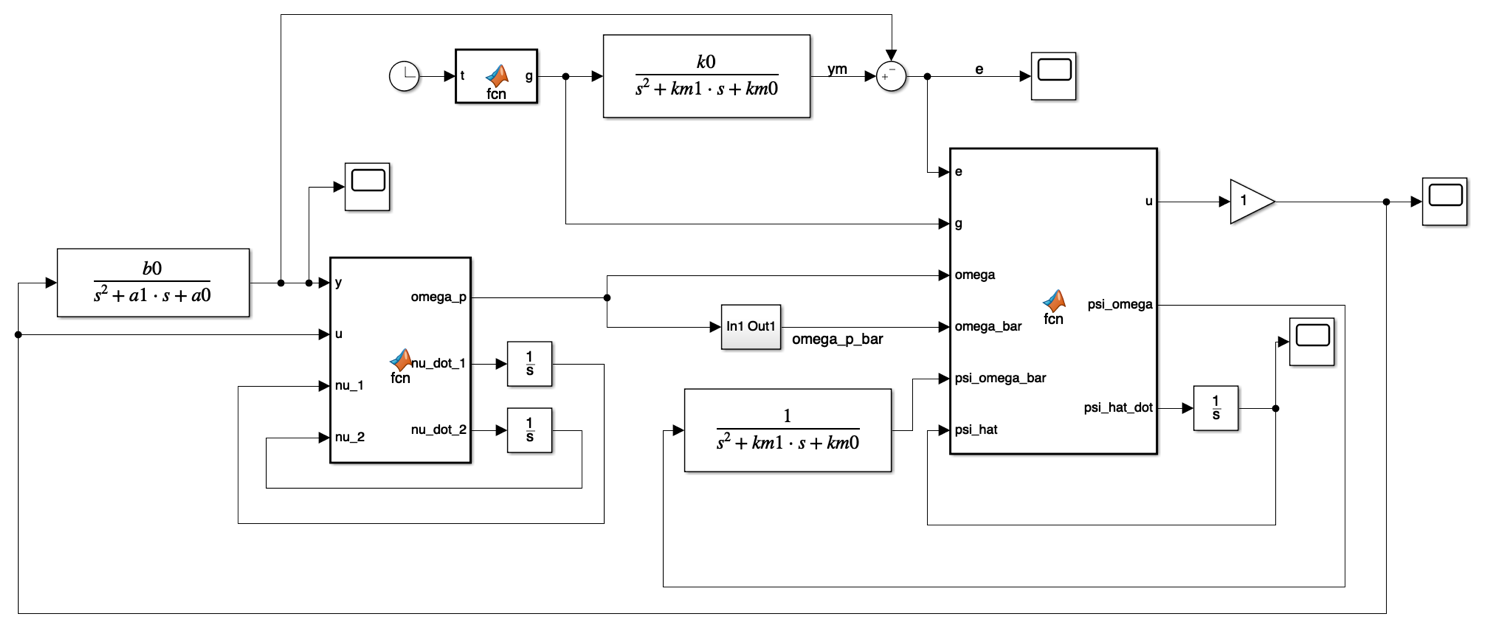 t
g
fcn
k0
s² + km1 · s + km0
ym
−
+
e
e
g
omega
omega_bar
psi_omega_bar
psi_hat
u
psi_omega
psi_hat_dot
fcn
1
1
s
b0
s² + a1 · s + a0
y
u
nu_1
nu_2
omega_p
nu_dot_1
nu_dot_2
fcn
1
s
1
s
In1 Out1
omega_p_bar
1
s² + km1 · s + km0